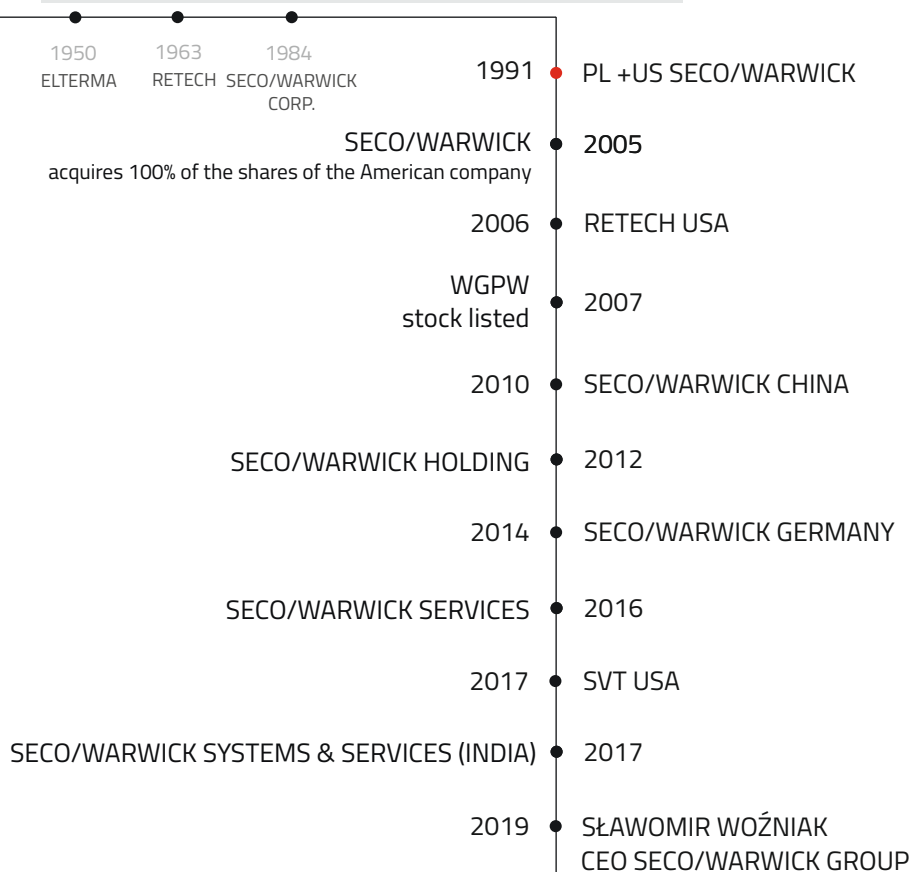 1950
ELTERMA
1963
RETECH
1984
SECO/WARWICK
CORP.
1991
PL +US SECO/WARWICK
SECO/WARWICK
acquires 100% of the shares of the American company
2005
2006
RETECH USA
WGPW
stock listed
2007
2010
SECO/WARWICK CHINA
SECO/WARWICK HOLDING
2012
2014
SECO/WARWICK GERMANY
SECO/WARWICK SERVICES
2016
2017
SVT USA
SECO/WARWICK SYSTEMS & SERVICES (INDIA)
2017
2019
SŁAWOMIR WOŹNIAK
CEO SECO/WARWICK GROUP